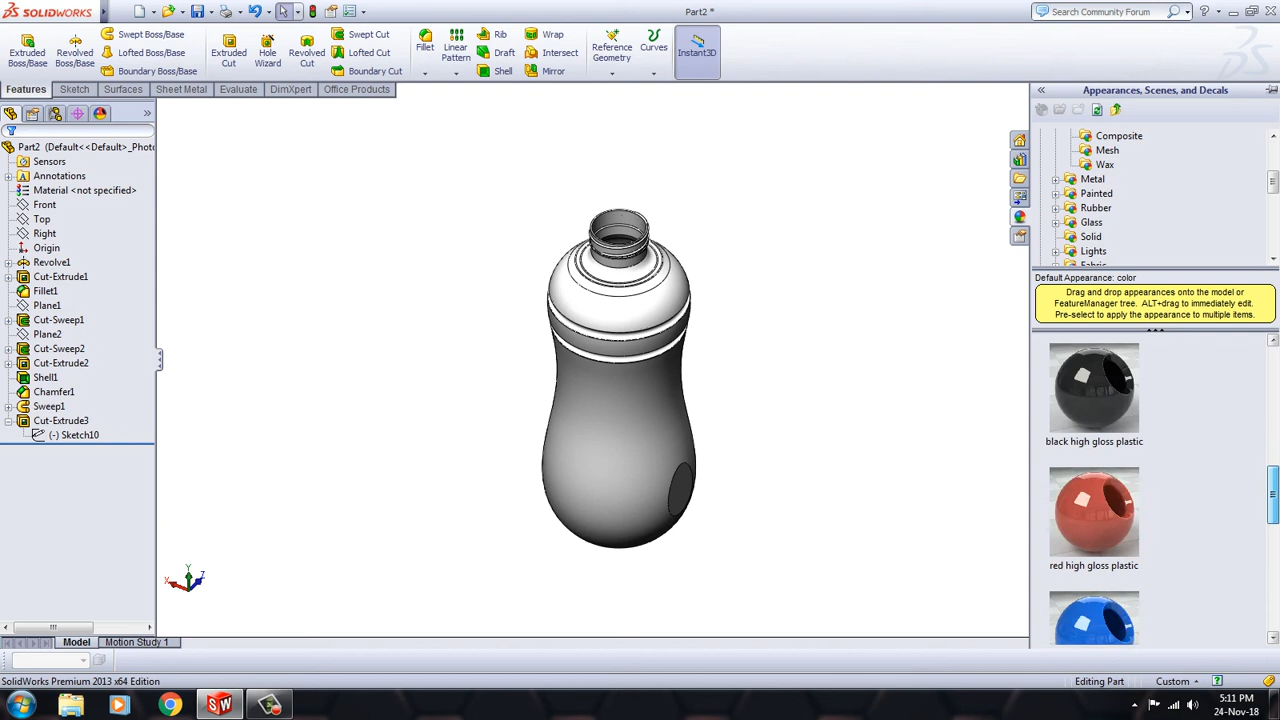 SOLIDWORKS
Part2 *
Search Community Forum
Extruded Boss/Base
Revolved Boss/Base
Swept Boss/Base
Lofted Boss/Base
Boundary Boss/Base
Extruded Cut
Hole Wizard
Revolved Cut
Swept Cut
Lofted Cut
Boundary Cut
Fillet
Linear Pattern
Rib
Draft
Shell
Wrap
Intersect
Mirror
Reference Geometry
Curves
Instant3D
Features
Sketch
Surfaces
Sheet Metal
Evaluate
DimXpert
Office Products
Part2 (Default<<Default>_Photo
Sensors
Annotations
Material <not specified>
Front
Top
Right
Origin
Revolve1
Cut-Extrude1
Fillet1
Plane1
Cut-Sweep1
Plane2
Cut-Sweep2
Cut-Extrude2
Shell1
Chamfer1
Sweep1
Cut-Extrude3
(-) Sketch10
Y
X
Z
Appearances, Scenes, and Decals
Composite
Mesh
Wax
Metal
Painted
Rubber
Glass
Solid
Lights
Fabric
Default Appearance: color
Drag and drop appearances onto the model or
FeatureManager tree. ALT+drag to immediately edit.
Pre-select to apply the appearance to multiple items.
black high gloss plastic
red high gloss plastic
Model
Motion Study 1
SolidWorks Premium 2013 x64 Edition
Editing Part
Custom
SW
5:11 PM
24-Nov-18